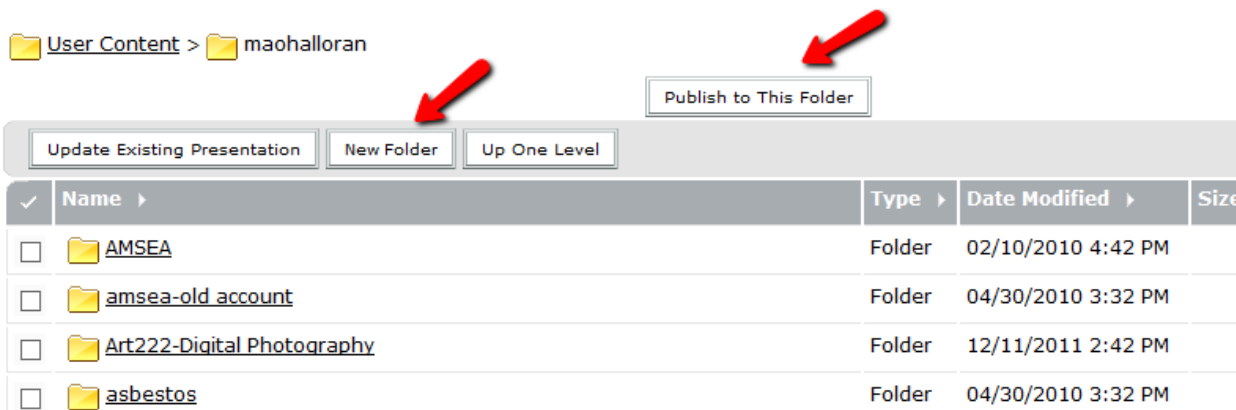 User Content > maohalloran
Publish to This Folder
Update Existing Presentation New Folder Up One Level
Name Type Date Modified Size
AMSEA Folder 02/10/2010 4:42 PM
amsea-old account Folder 04/30/2010 3:32 PM
Art222-Digital Photography Folder 12/11/2011 2:42 PM
asbestos Folder 04/30/2010 3:32 PM